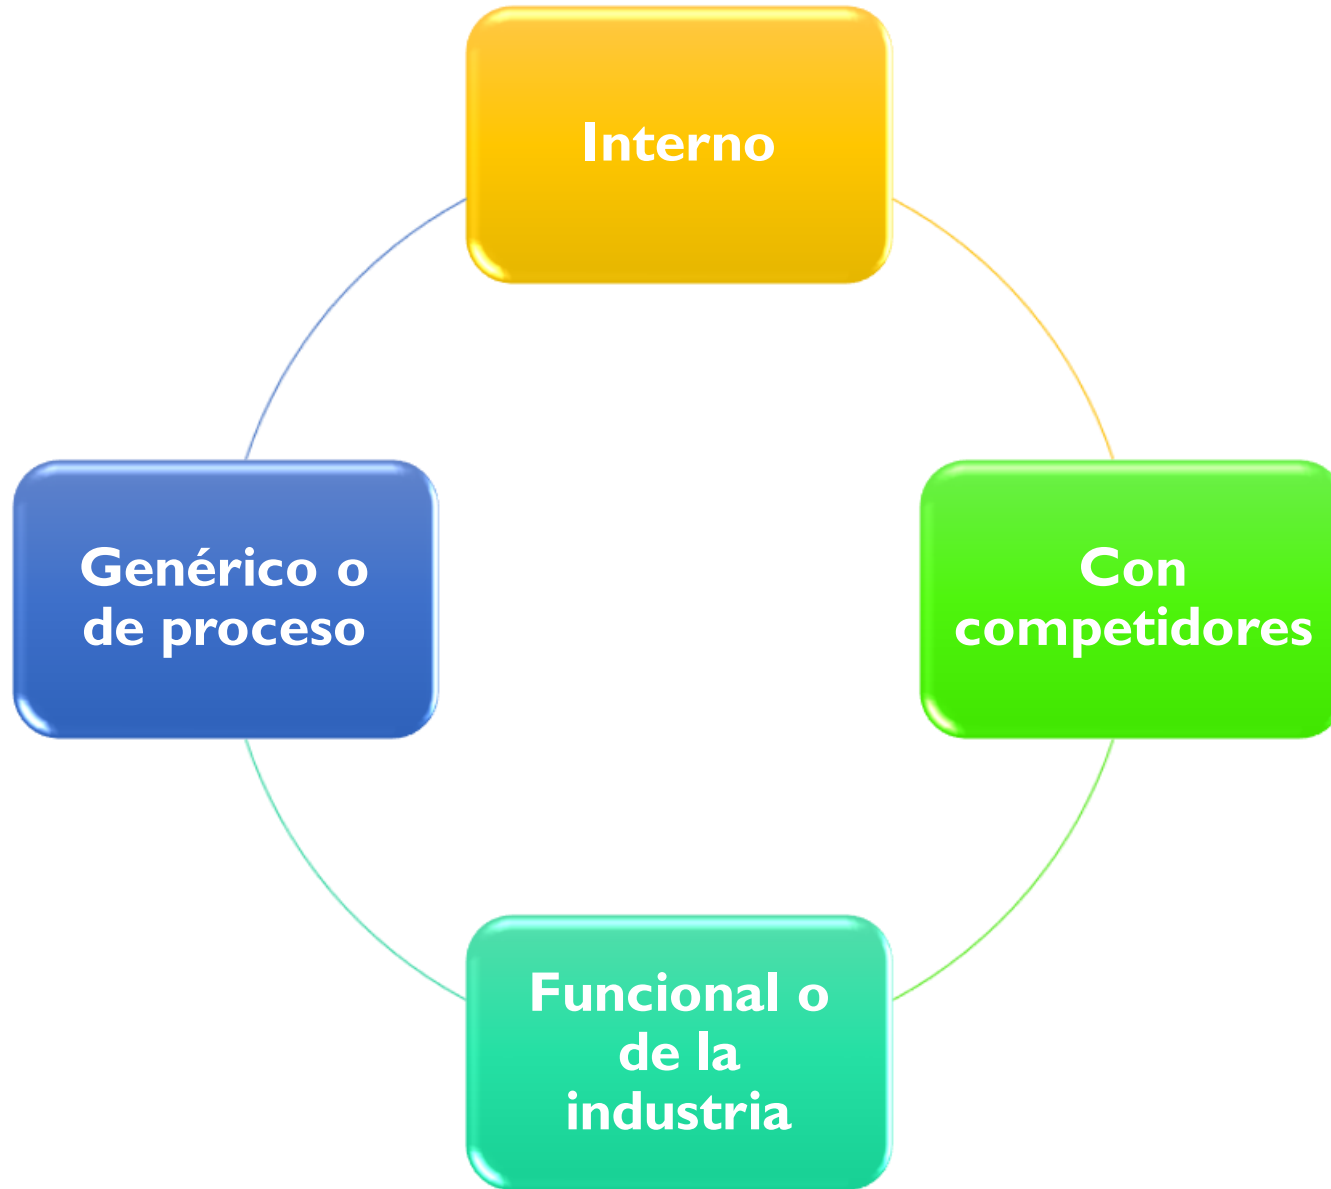 Interno
Genérico o
de proceso
Con
competidores
Funcional o
de la
industria